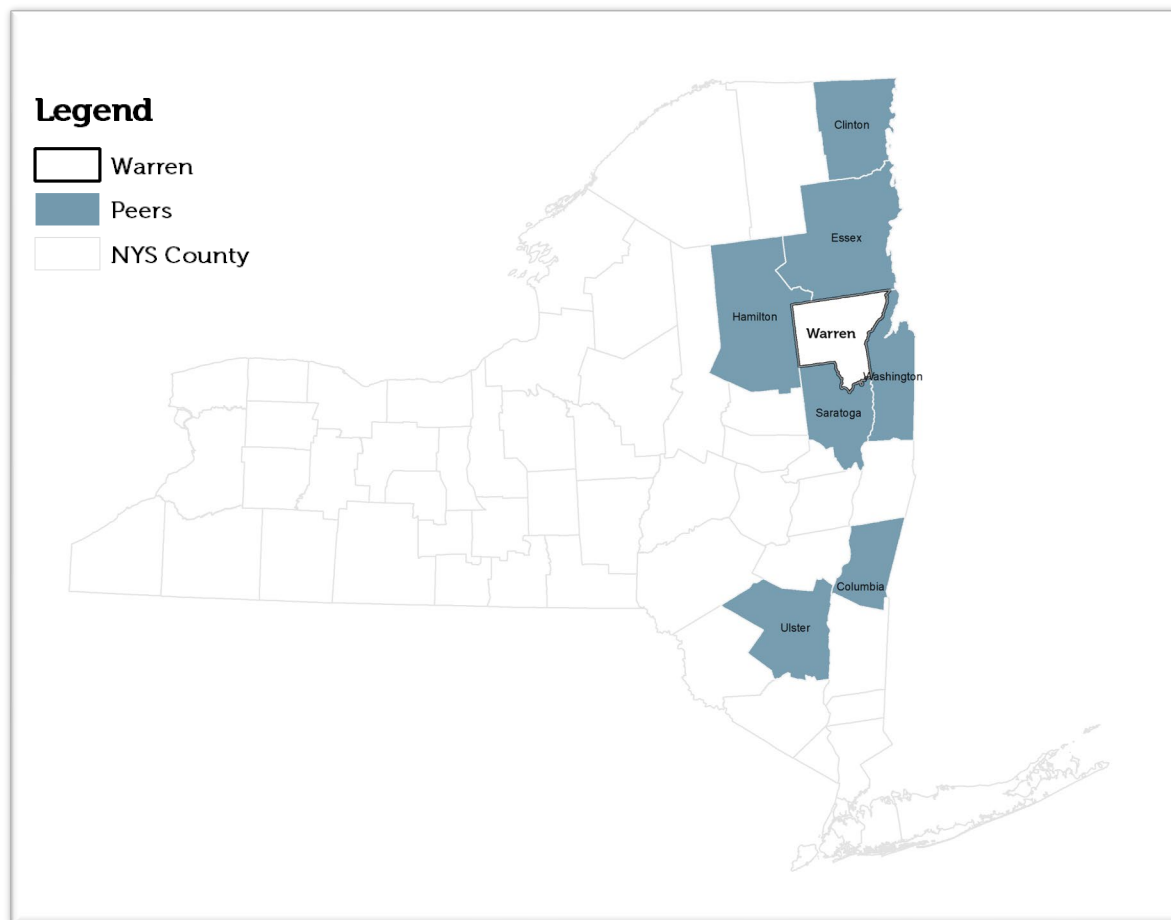 Legend
Warren
Peers
NYS County
Clinton
Essex
Hamilton
Warren
Washington
Saratoga
Columbia
Ulster